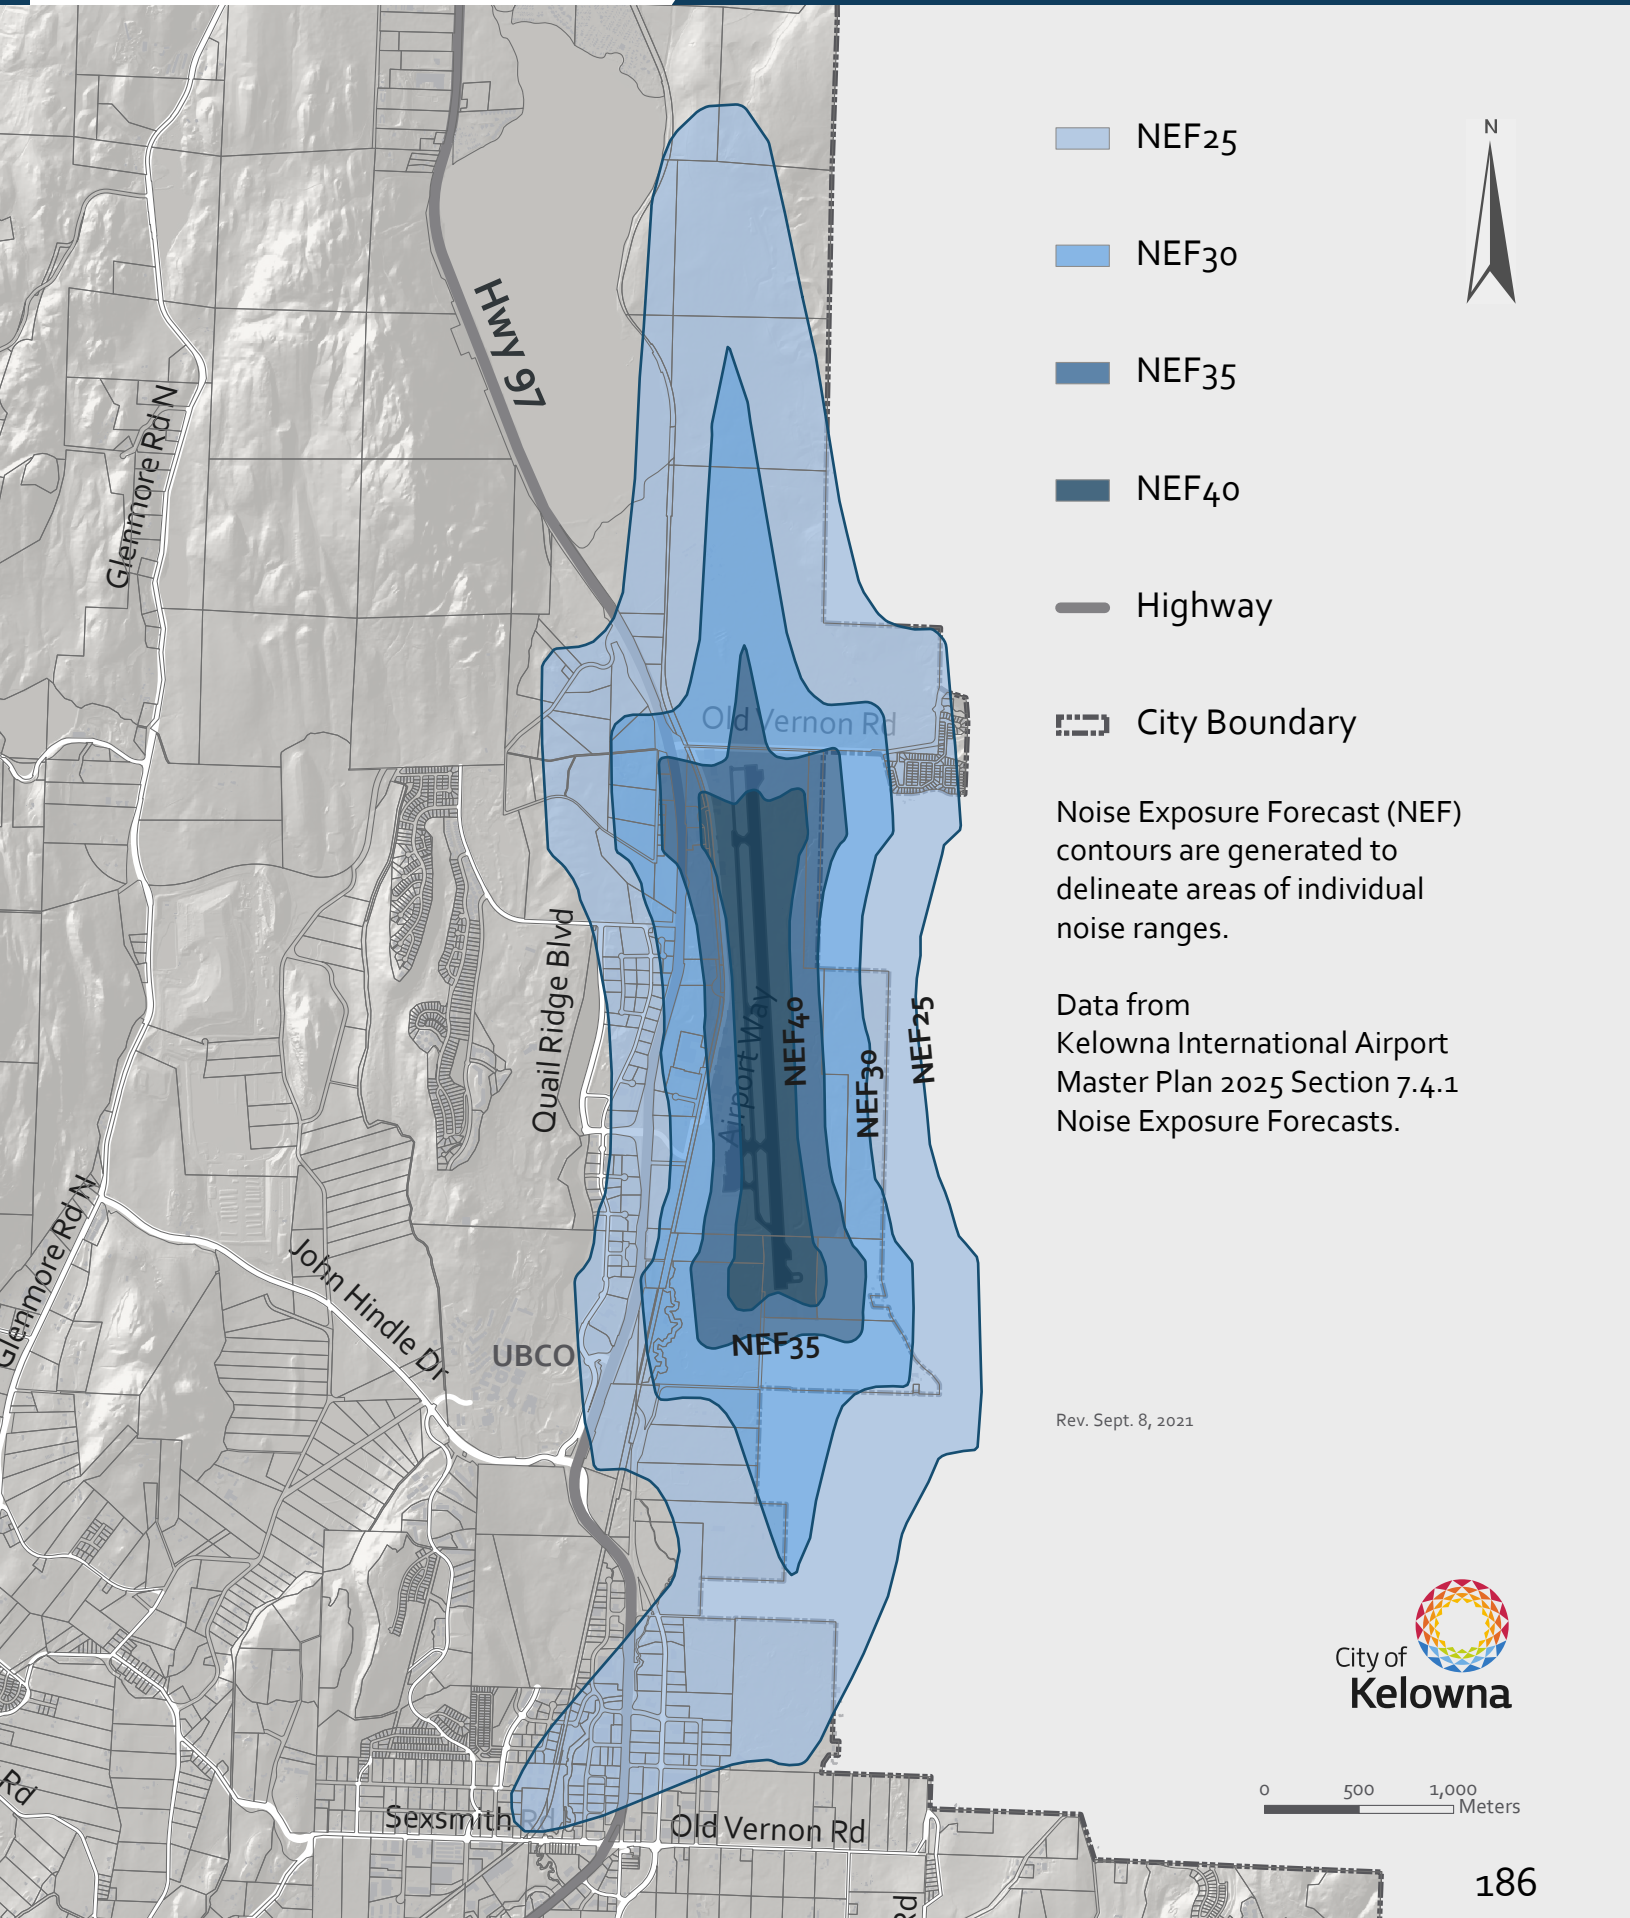 NEF25
N
NEF30
NEF35
NEF40
Highway
City Boundary
Noise Exposure Forecast (NEF)
contours are generated to
delineate areas of individual
noise ranges.
Data from
Kelowna International Airport
Master Plan 2025 Section 7.4.1
Noise Exposure Forecasts.
Rev. Sept. 8, 2021
Hwy 97
Glenmore Rd N
Old Vernon Rd
Quail Ridge Blvd
Airport Way
NEF40
NEF30
NEF25
Glenmore Rd N
John Hindle Dr
UBCO
NEF35
Rd
Sexsmith Rd
Old Vernon Rd
Rd
City of
Kelowna
0 500 1,000
Meters
186